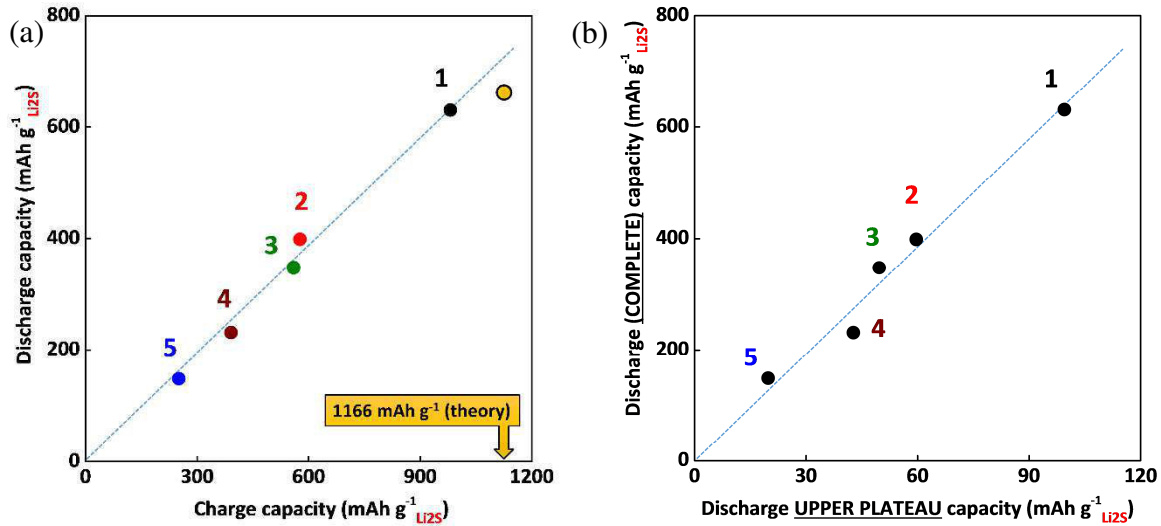 (a)
Discharge capacity (mAh g⁻¹ Li2S)
800
600
400
200
0
1
2
3
4
5
1166 mAh g⁻¹ (theory)
0 300 600 900 1200
Charge capacity (mAh g⁻¹ Li2S)
(b)
Discharge (COMPLETE) capacity (mAh g⁻¹ Li2S)
800
600
400
200
0
1
2
3
4
5
0 30 60 90 120
Discharge UPPER PLATEAU capacity (mAh g⁻¹ Li2S)